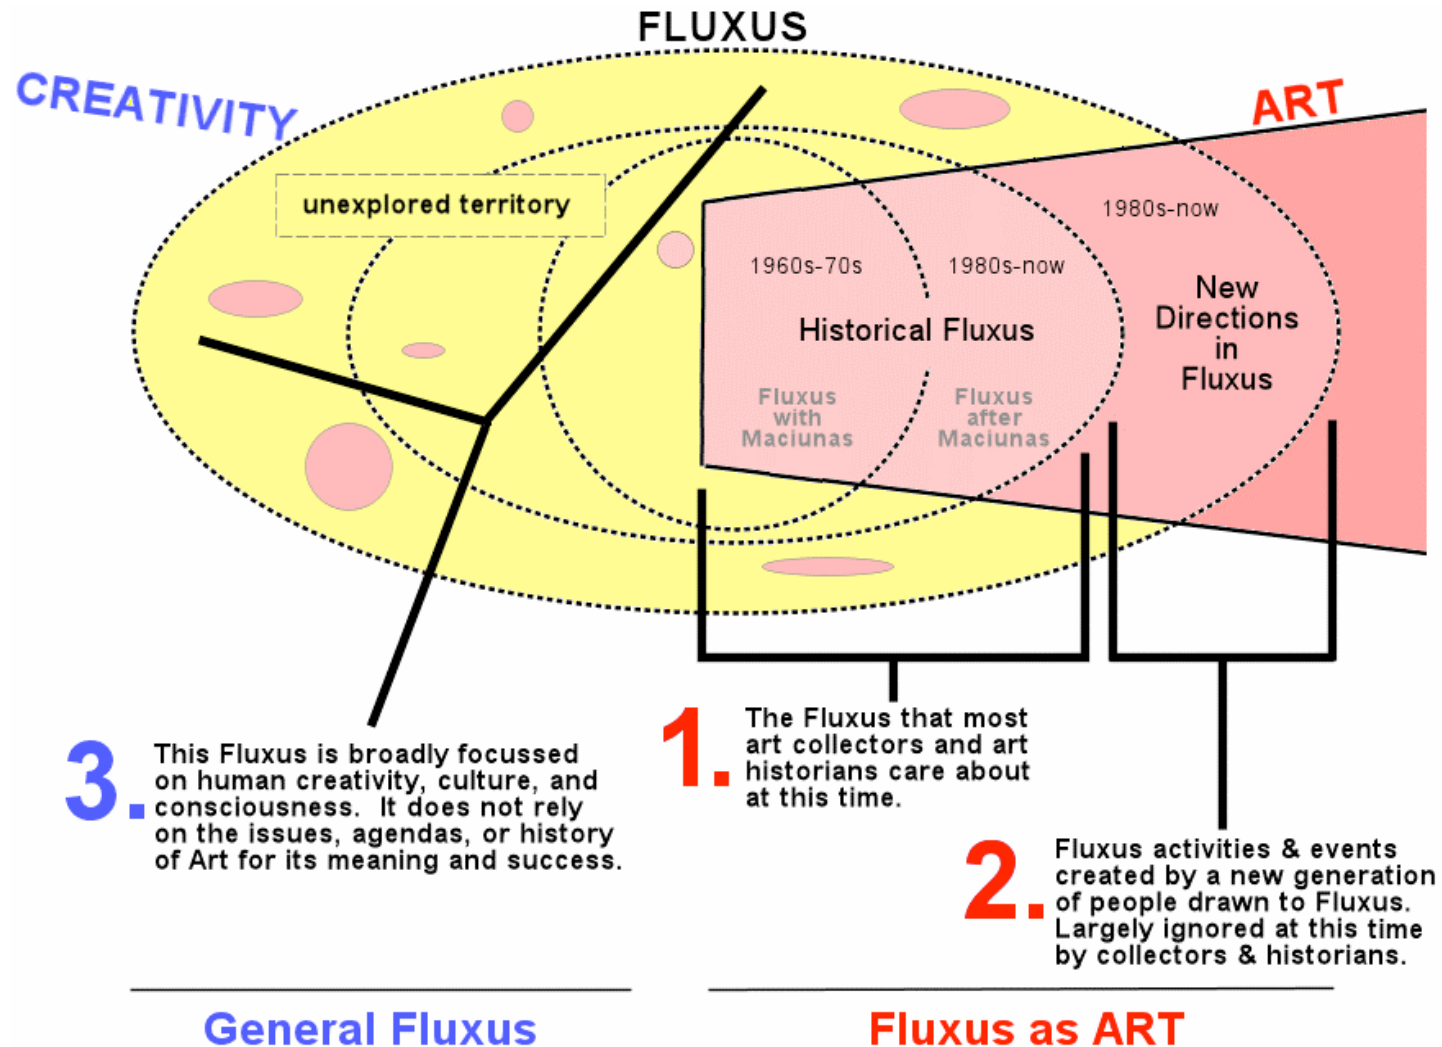 FLUXUS
CREATIVITY
ART
unexplored territory
1980s-now
1960s-70s
1980s-now
New
Directions
in
Fluxus
Historical Fluxus
Fluxus
with
Maciunas
Fluxus
after
Maciunas
1.
The Fluxus that most
art collectors and art
historians care about
at this time.
3.
This Fluxus is broadly focussed
on human creativity, culture, and
consciousness. It does not rely
on the issues, agendas, or history
of Art for its meaning and success.
2.
Fluxus activities & events
created by a new generation
of people drawn to Fluxus.
Largely ignored at this time
by collectors & historians.
General Fluxus
Fluxus as ART